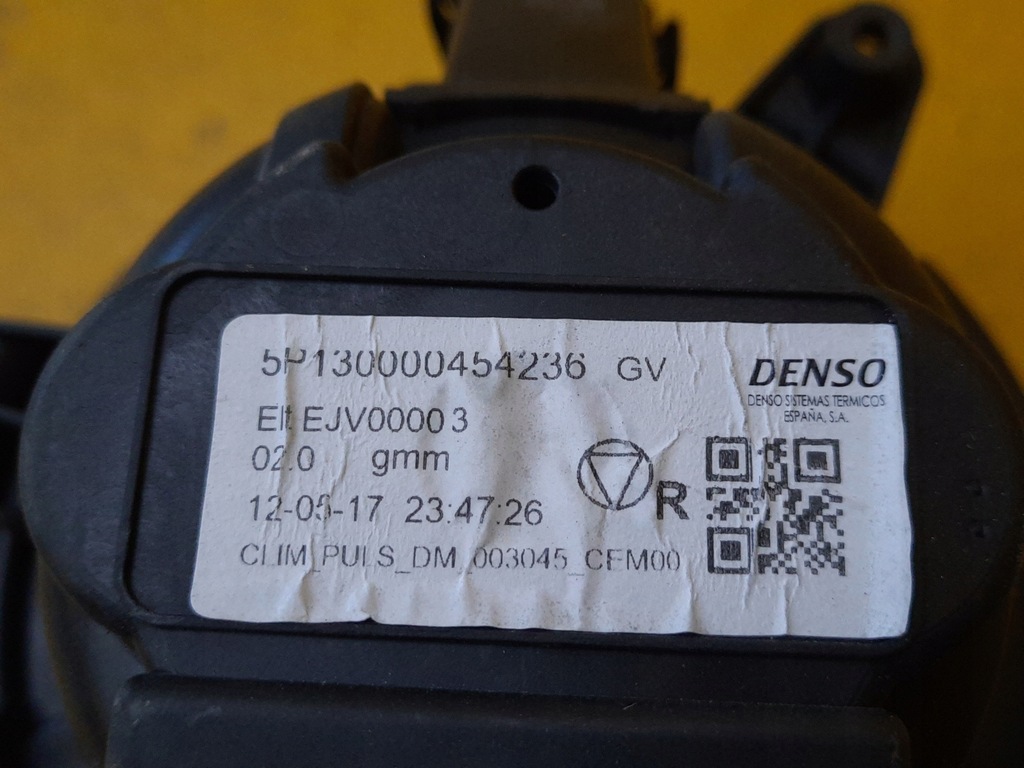 5P130000454236 GV
DENSO
DENSO SISTEMAS TERMICOS
ESPAÑA, S.A.
Elt EJV00003
02.0 gmm
R
12-05-17 23:47:26
CLIM_PULS_DM_003045_CFM00